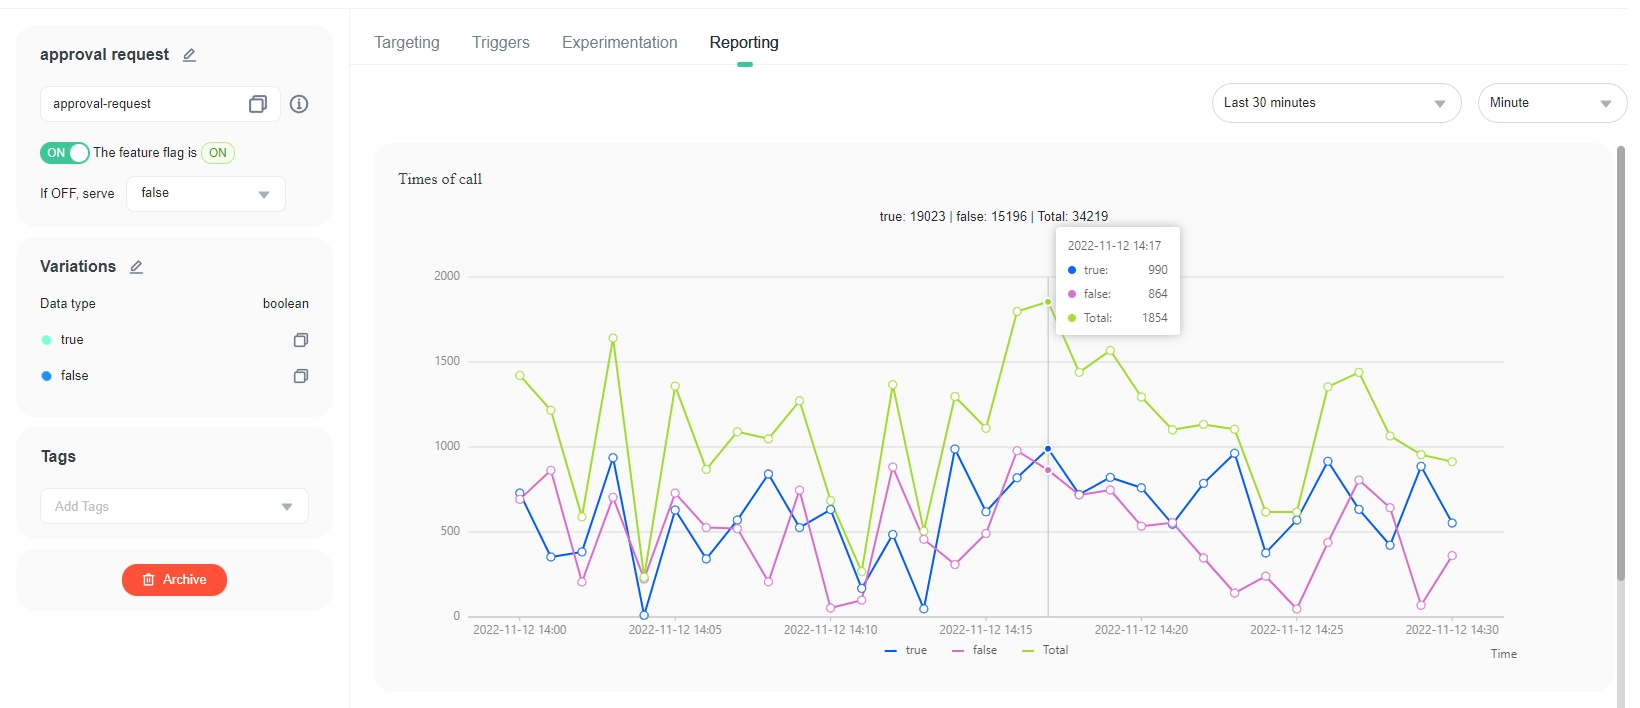 approval request
approval-request
ON The feature flag is ON
If OFF, serve false
Variations
Data type boolean
true
false
Tags
Add Tags
Archive
Targeting Triggers Experimentation Reporting
Last 30 minutes Minute
Times of call
true: 19023 | false: 15196 | Total: 34219
2022-11-12 14:17
true: 990
false: 864
Total: 1854
2000
1500
1000
500
0
2022-11-12 14:00 2022-11-12 14:05 2022-11-12 14:10 2022-11-12 14:15 2022-11-12 14:20 2022-11-12 14:25 2022-11-12 14:30
true false Total
Time